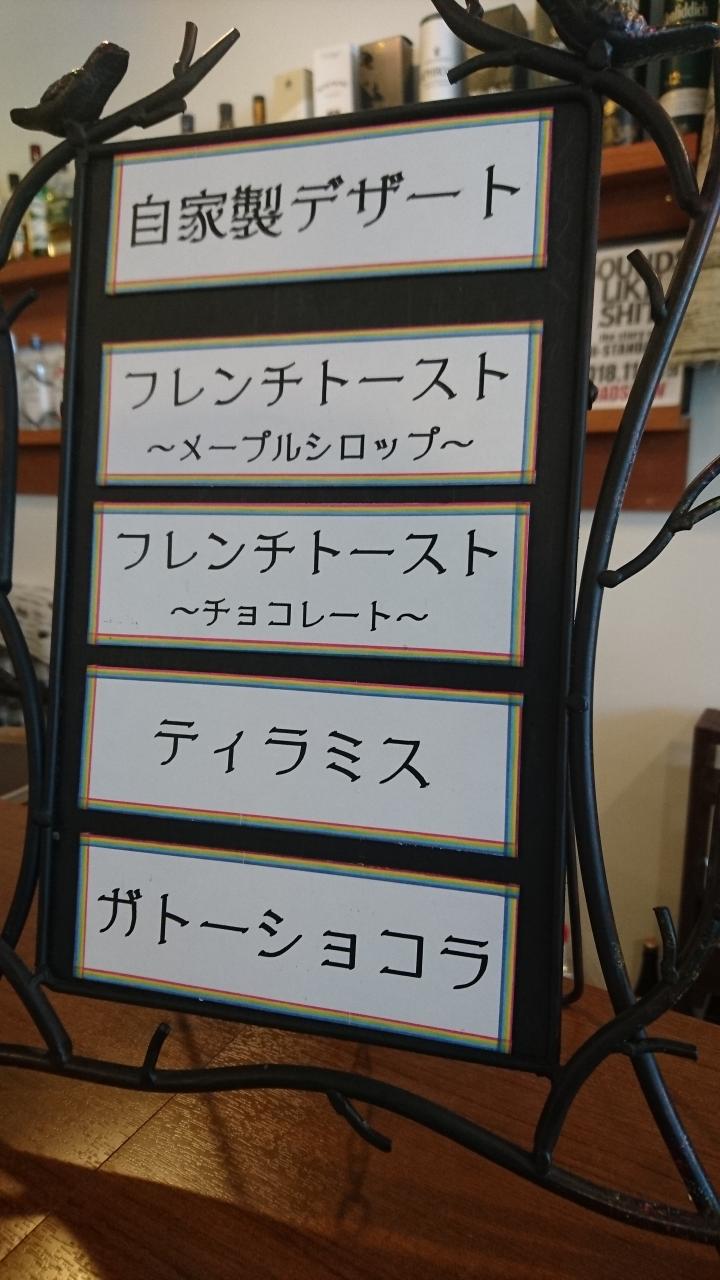 自家製デザート
フレンチトースト
〜メープルシロップ〜
フレンチトースト
〜チョコレート〜
ティラミス
ガトーショコラ